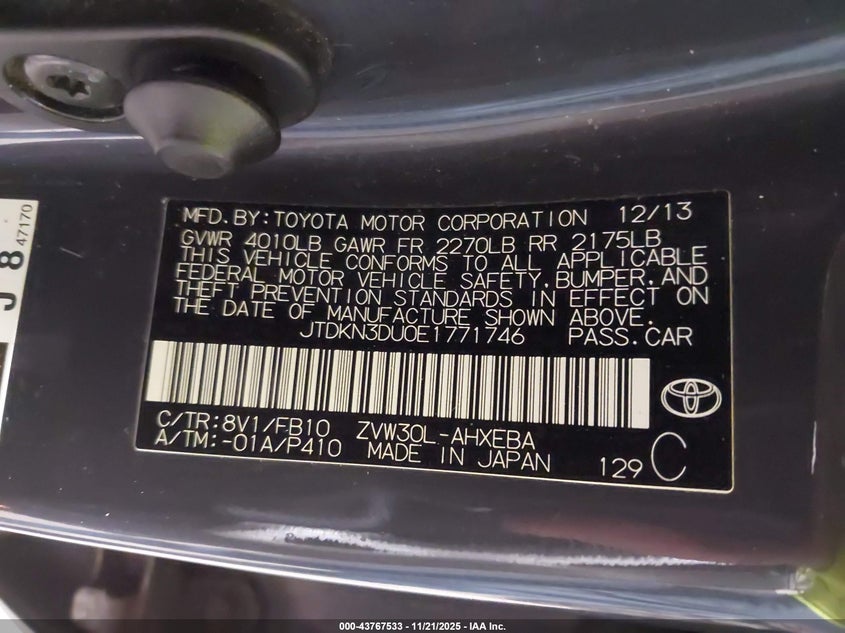 MFD. BY: TOYOTA MOTOR CORPORATION 12/13
GVWR 4010LB GAWR FR 2270LB RR 2175LB
THIS VEHICLE CONFORMS TO ALL APPLICABLE
FEDERAL MOTOR VEHICLE SAFETY, BUMPER, AND
THEFT PREVENTION STANDARDS IN EFFECT ON
THE DATE OF MANUFACTURE SHOWN ABOVE.
JTDKN3DU0E1771746 PASS. CAR
C/TR: 8V1/FB10 ZVW30L-AHXEBA
A/TM: -01A/P410 MADE IN JAPAN 129 C
J 8
47170
000-43767533 - 11/21/2025 - IAA Inc.